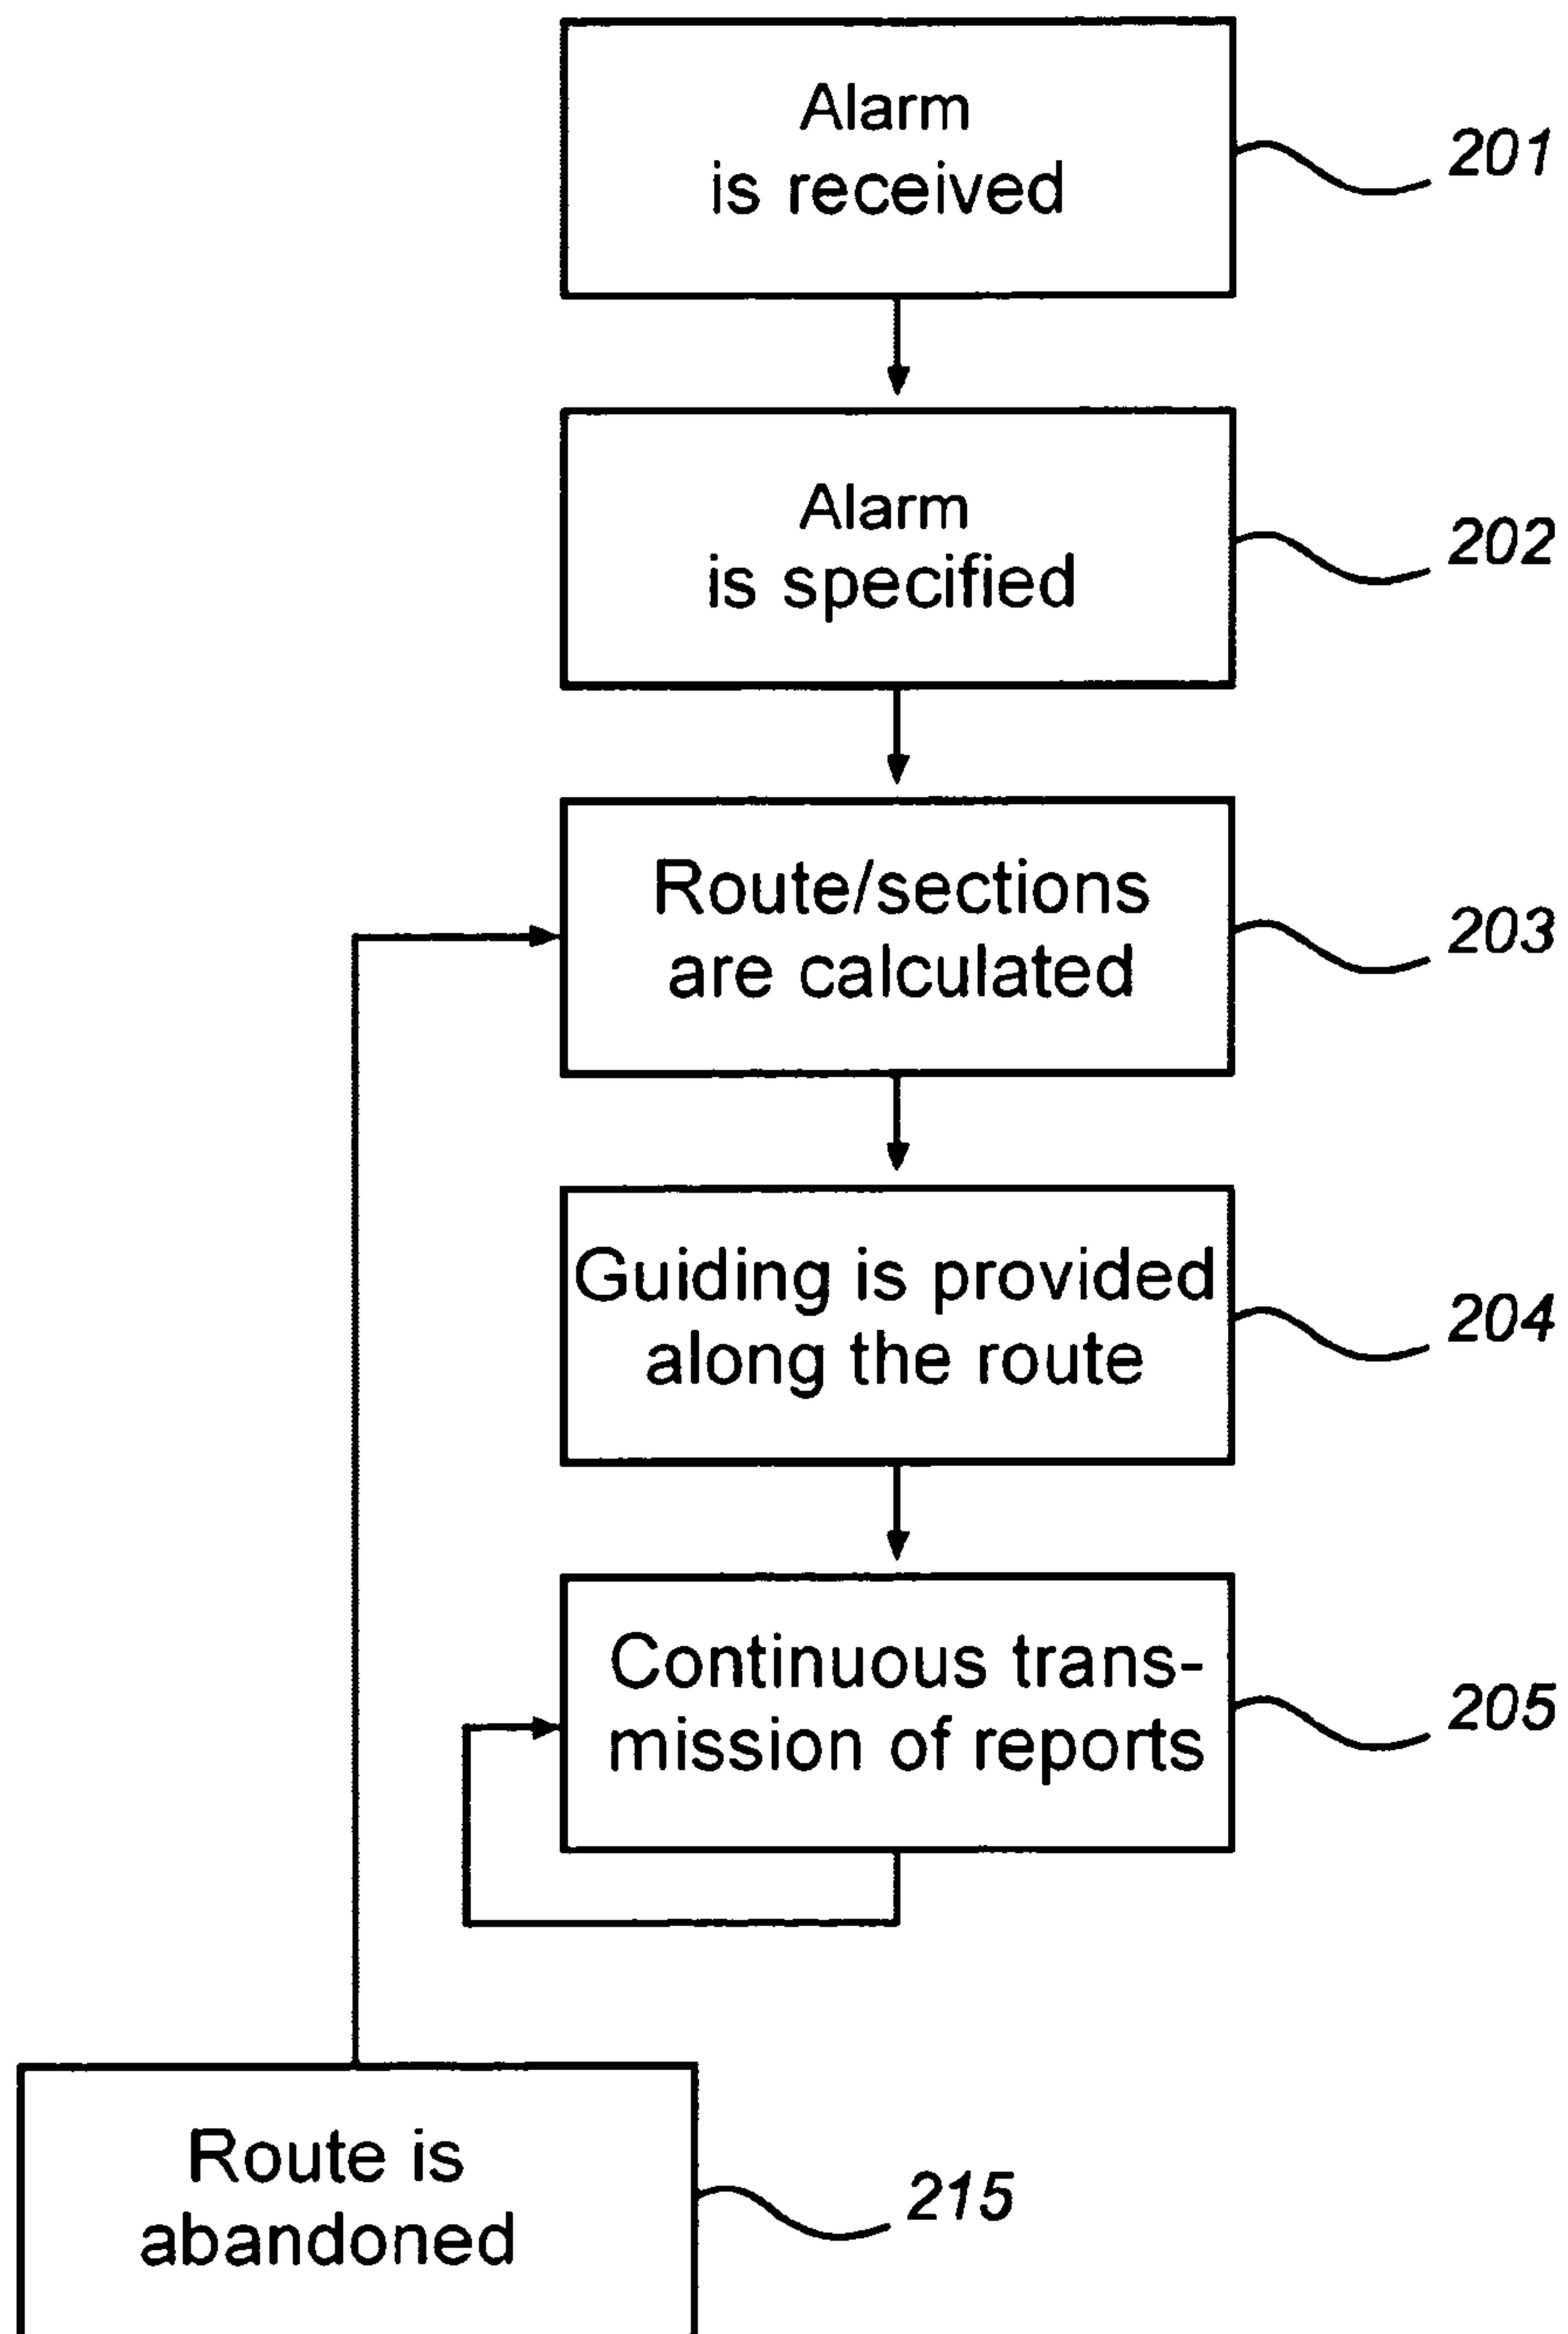 Alarm
is received
201
Alarm
is specified
202
Route/sections
are calculated
203
Guiding is provided
along the route
204
Continuous trans-
mission of reports
205
Route is
abandoned
215